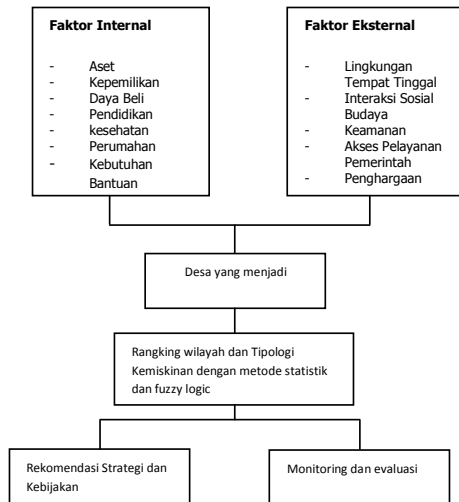 Faktor Internal
- Aset
- Kepemilikan
- Daya Beli
- Pendidikan
- kesehatan
- Perumahan
- Kebutuhan
Bantuan
Faktor Eksternal
- Lingkungan
Tempat Tinggal
- Interaksi Sosial
Budaya
- Keamanan
- Akses Pelayanan
Pemerintah
- Penghargaan
Desa yang menjadi
Rangking wilayah dan Tipologi
Kemiskinan dengan metode statistik
dan fuzzy logic
Rekomendasi Strategi dan
Kebijakan
Monitoring dan evaluasi